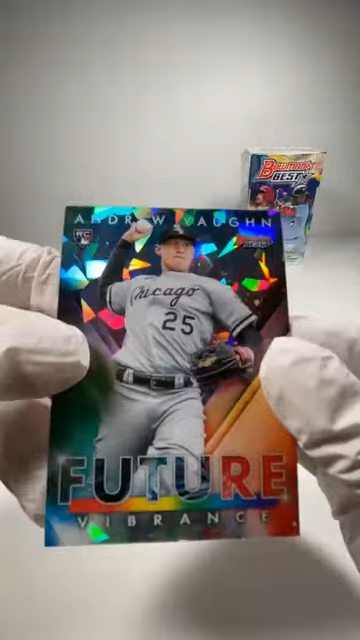 Bowman's
BEST
ANDREW VAUGHN
RC
Chicago
25
FUTURE
VIBRANCE